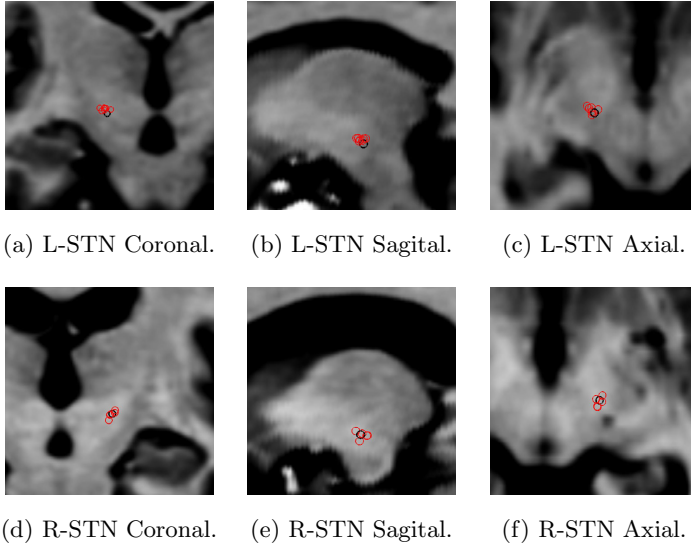 (a) L-STN Coronal.
(b) L-STN Sagital.
(c) L-STN Axial.
(d) R-STN Coronal.
(e) R-STN Sagital.
(f) R-STN Axial.